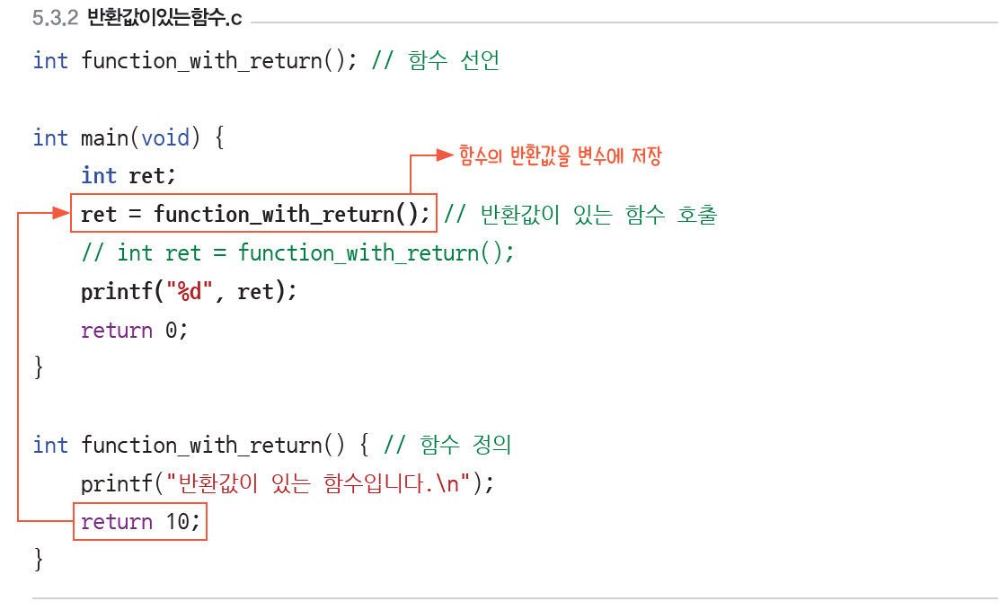 5.3.2 반환값이있는함수.c
int function_with_return(); // 함수 선언
int main(void) {
int ret;
함수의 반환값을 변수에 저장
ret = function_with_return(); // 반환값이 있는 함수 호출
// int ret = function_with_return();
printf("%d", ret);
return 0;
}
int function_with_return() { // 함수 정의
printf("반환값이 있는 함수입니다.\n");
return 10;
}